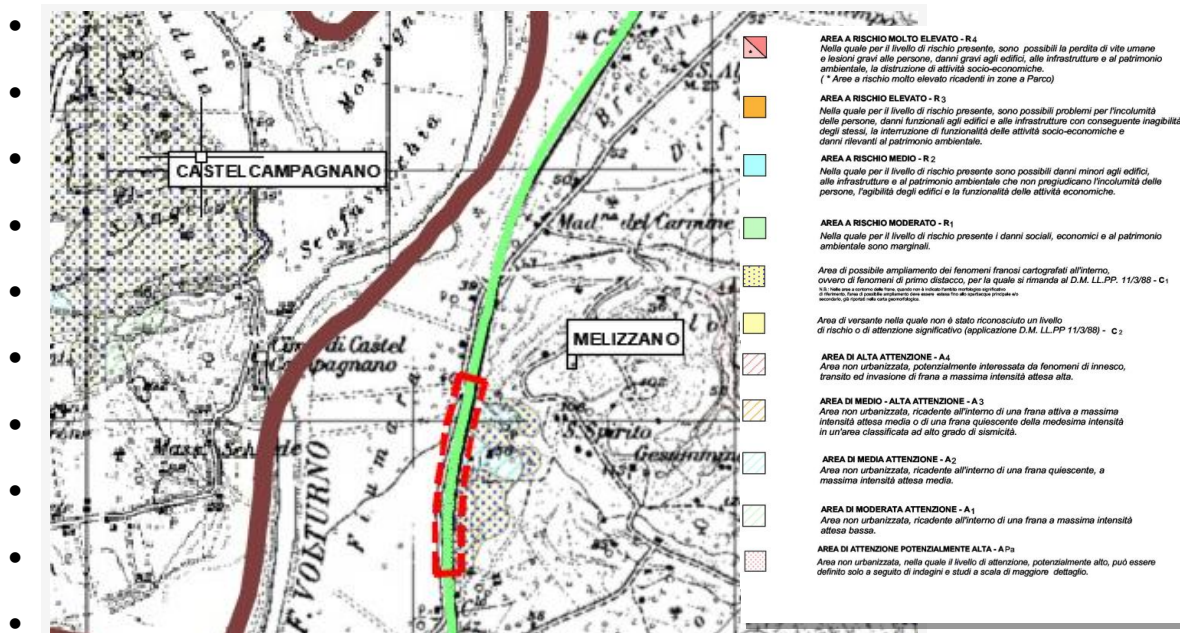 CASTEL CAMPAGNANO
MELIZZANO
Scafa
Vecchia
Mad.na del Carmine
Cima di Castel
Campagnano
S. Spirito
F. VOLTURNO
AREA A RISCHIO MOLTO ELEVATO - R4
Nella quale per il livello di rischio presente, sono possibili la perdita di vite umane
e lesioni gravi alle persone, danni gravi agli edifici, alle infrastrutture e al patrimonio
ambientale, la distruzione di attività socio-economiche.
( * Aree a rischio molto elevato ricadenti in zone a Parco)
AREA A RISCHIO ELEVATO - R3
Nella quale per il livello di rischio presente, sono possibili problemi per l'incolumità
delle persone, danni funzionali agli edifici e alle infrastrutture con conseguente inagibilità
degli stessi, la interruzione di funzionalità delle attività socio-economiche e
danni rilevanti al patrimonio ambientale.
AREA A RISCHIO MEDIO - R2
Nella quale per il livello di rischio presente sono possibili danni minori agli edifici,
alle infrastrutture e al patrimonio ambientale che non pregiudicano l'incolumità delle
persone, l'agibilità degli edifici e la funzionalità delle attività economiche.
AREA A RISCHIO MODERATO - R1
Nella quale per il livello di rischio presente i danni sociali, economici e al patrimonio
ambientale sono marginali.
Area di possibile ampliamento dei fenomeni franosi cartografati all'interno,
ovvero di fenomeni di primo distacco, per la quale si rimanda al D.M. LL.PP. 11/3/88 - C1
Area di versante nella quale non è stato riconosciuto un livello
di rischio o di attenzione significativo (applicazione D.M. LL.PP 11/3/88) - C2
AREA DI ALTA ATTENZIONE - A4
Area non urbanizzata, potenzialmente interessata da fenomeni di innesco,
transito ed invasione di frana a massima intensità attesa alta.
AREA DI MEDIO - ALTA ATTENZIONE - A3
Area non urbanizzata, ricadente all'interno di una frana attiva a massima
intensità attesa media o di una frana quiescente della medesima intensità
in un'area classificata ad alto grado di sismicità.
AREA DI MEDIA ATTENZIONE - A2
Area non urbanizzata, ricadente all'interno di una frana quiescente, a
massima intensità attesa media.
AREA DI MODERATA ATTENZIONE - A1
Area non urbanizzata, ricadente all'interno di una frana a massima intensità
attesa bassa.
AREA DI ATTENZIONE POTENZIALMENTE ALTA - APa
Area non urbanizzata, nella quale il livello di attenzione, potenzialmente alto, può essere
definito solo a seguito di indagini e studi a scala di maggiore dettaglio.